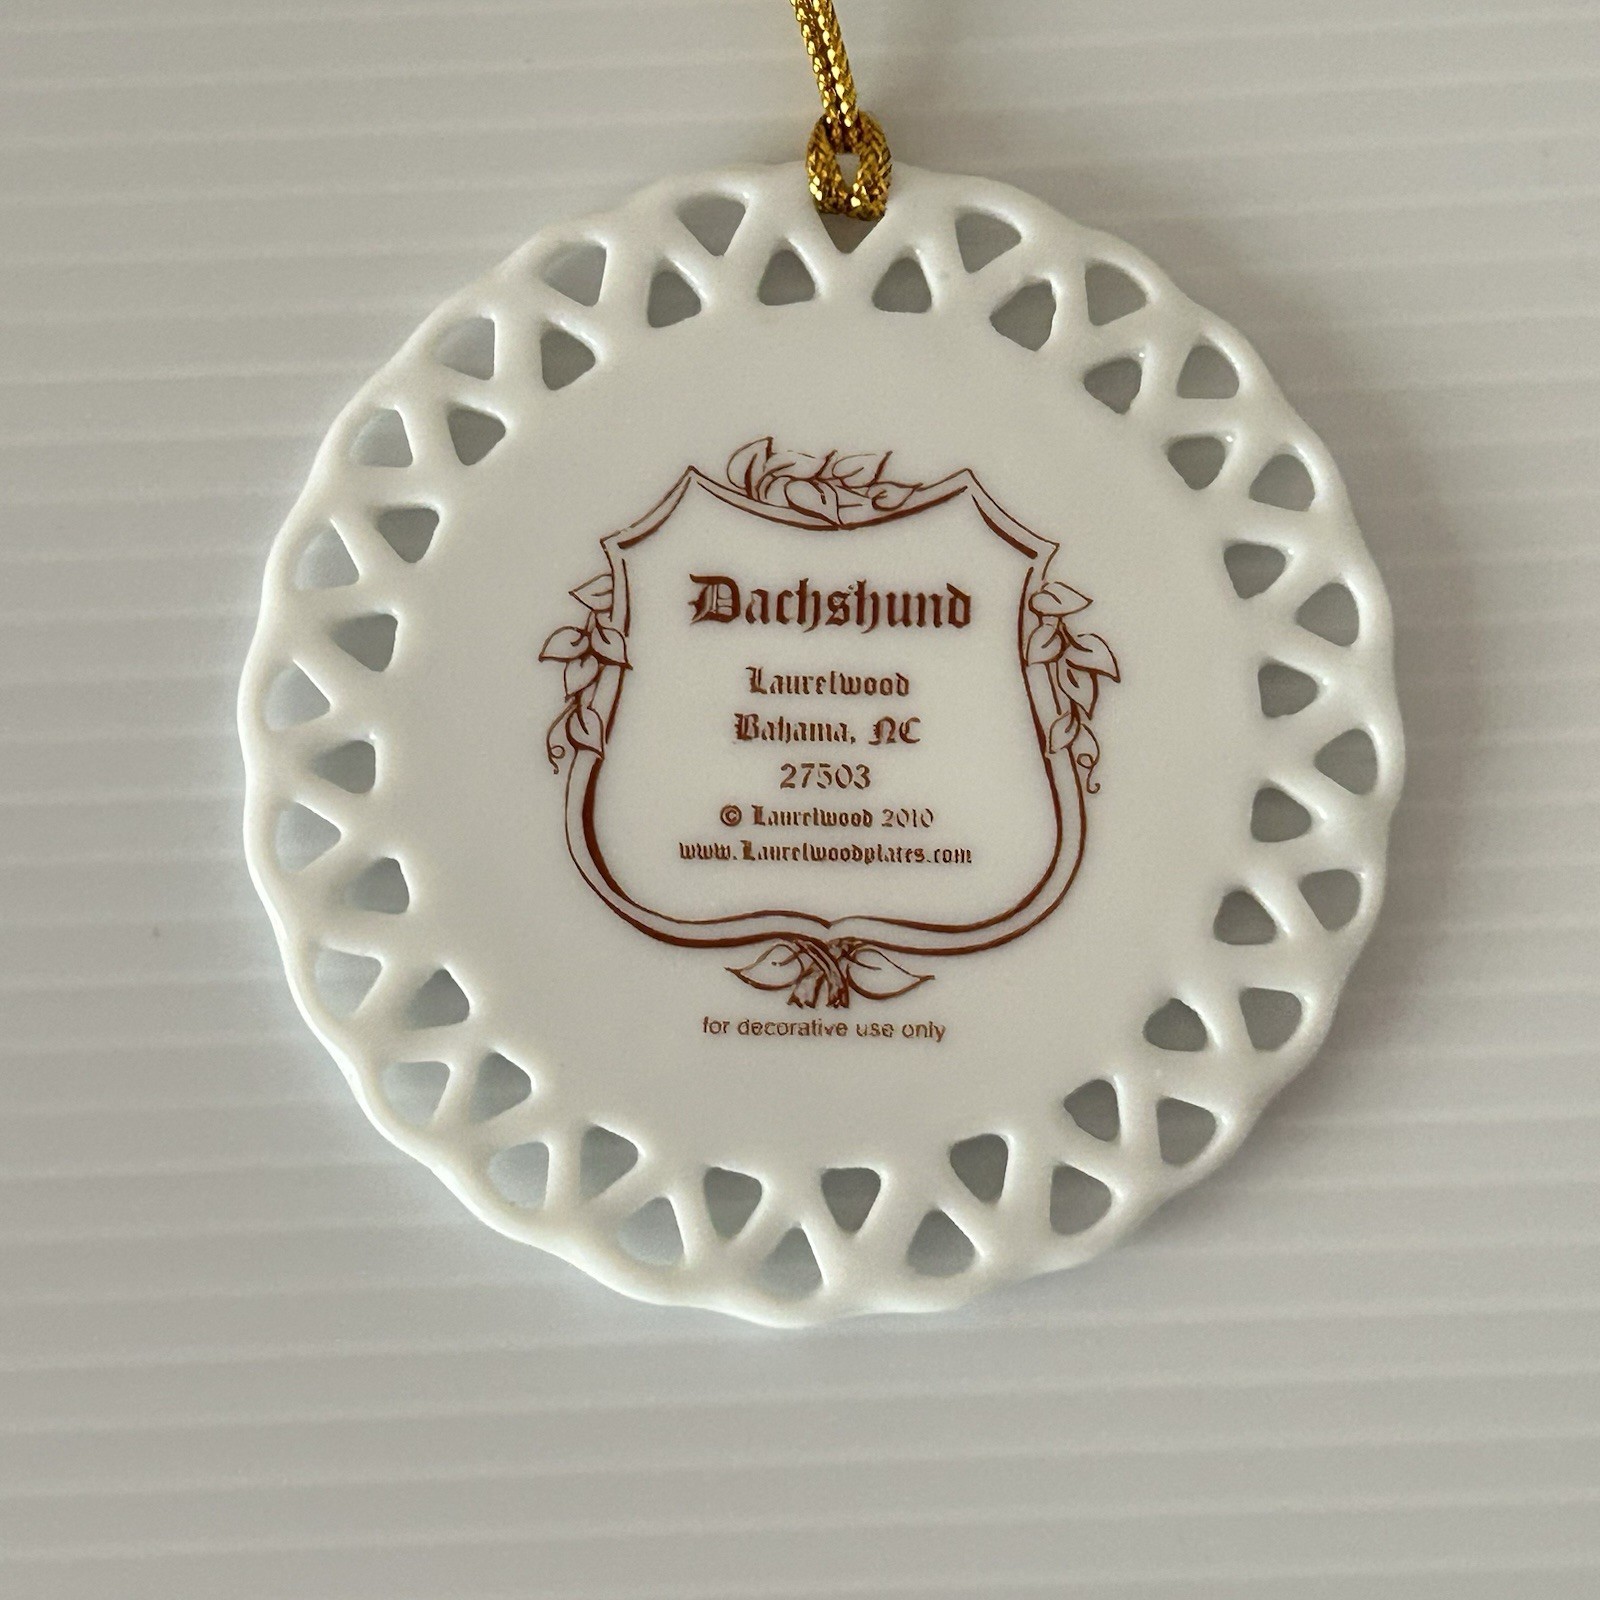 Dachshund
Laurelwood
Bahama, NC
27503
© Laurelwood 2010
www.Laurelwoodplates.com
for decorative use only